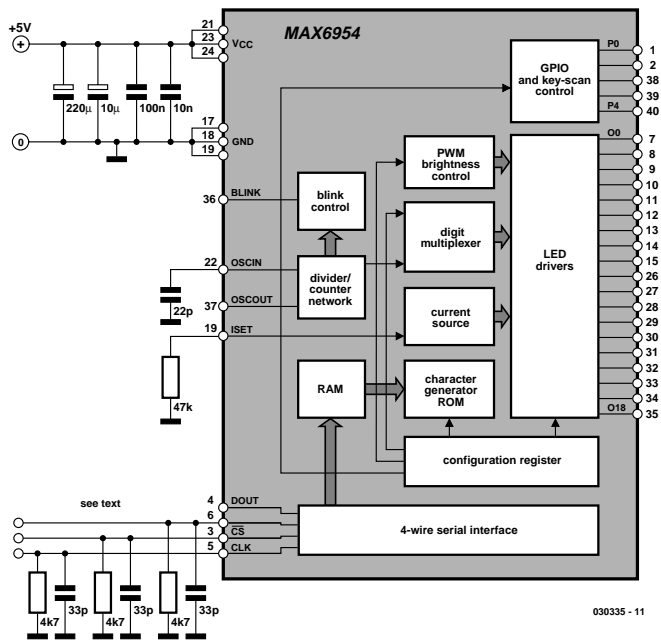 MAX6954
+5V
+
21
23
24
VCC
220µ
10µ
100n
10n
0
17
18
19
GND
36
BLINK
blink
control
22
OSCIN
37
OSCOUT
divider/
counter
network
22p
19
ISET
47k
RAM
GPIO
and key-scan
control
P0
P4
1
2
38
39
40
PWM
brightness
control
digit
multiplexer
current
source
character
generator
ROM
configuration register
LED
drivers
O0
O18
7
8
9
10
11
12
13
14
15
26
27
28
29
30
31
32
33
34
35
see text
4
DOUT
6
3
CS
5
CLK
4-wire serial interface
4k7
33p
4k7
33p
4k7
33p
030335 - 11